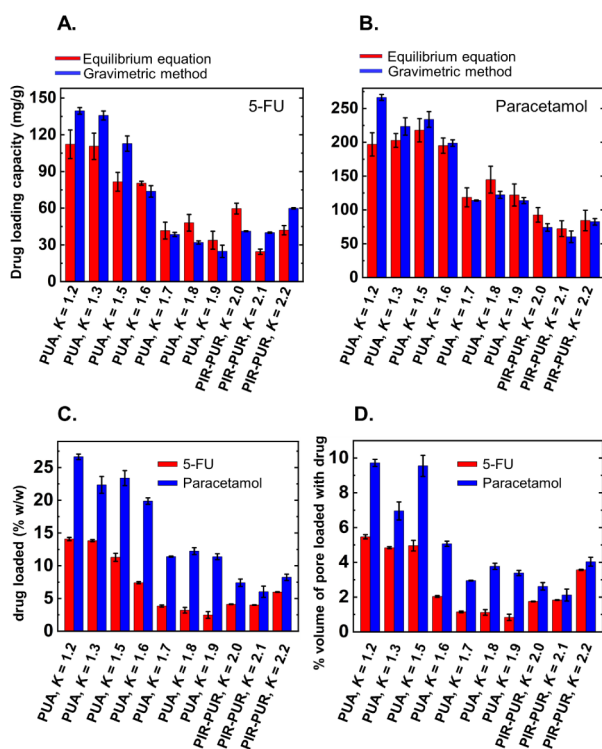 A.
Equilibrium equation
Gravimetric method
5-FU
Drug loading capacity (mg/g)
150
120
90
60
30
0
PUA, K = 1.2
PUA, K = 1.3
PUA, K = 1.5
PUA, K = 1.6
PUA, K = 1.7
PUA, K = 1.8
PUA, K = 1.9
PIR-PUR, K = 2.0
PIR-PUR, K = 2.1
PIR-PUR, K = 2.2
B.
Equilibrium equation
Gravimetric method
Paracetamol
250
200
150
100
50
0
PUA, K = 1.2
PUA, K = 1.3
PUA, K = 1.5
PUA, K = 1.6
PUA, K = 1.7
PUA, K = 1.8
PUA, K = 1.9
PIR-PUR, K = 2.0
PIR-PUR, K = 2.1
PIR-PUR, K = 2.2
C.
5-FU
Paracetamol
drug loaded (% w/w)
25
20
15
10
5
0
PUA, K = 1.2
PUA, K = 1.3
PUA, K = 1.5
PUA, K = 1.6
PUA, K = 1.7
PUA, K = 1.8
PUA, K = 1.9
PIR-PUR, K = 2.0
PIR-PUR, K = 2.1
PIR-PUR, K = 2.2
D.
5-FU
Paracetamol
% volume of pore loaded with drug
10
8
6
4
2
0
PUA, K = 1.2
PUA, K = 1.3
PUA, K = 1.5
PUA, K = 1.6
PUA, K = 1.7
PUA, K = 1.8
PUA, K = 1.9
PIR-PUR, K = 2.0
PIR-PUR, K = 2.1
PIR-PUR, K = 2.2